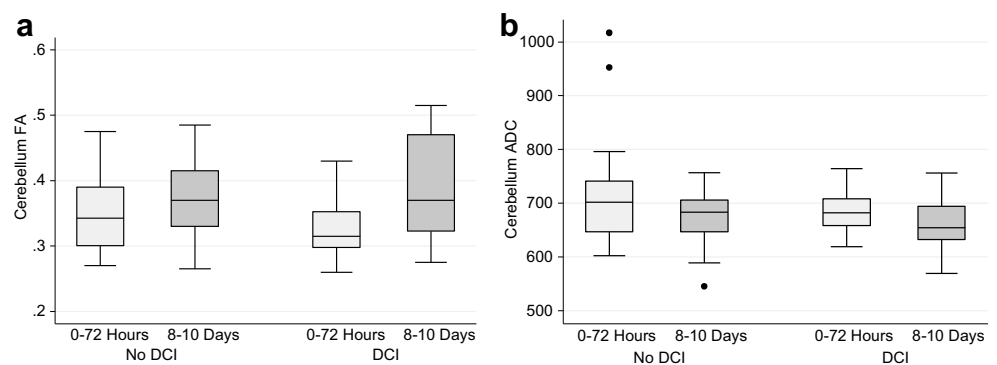 a
Cerebellum FA
.6
.5
.4
.3
.2
0-72 Hours 8-10 Days 0-72 Hours 8-10 Days
No DCI DCI
b
Cerebellum ADC
1000
900
800
700
600
500
0-72 Hours 8-10 Days 0-72 Hours 8-10 Days
No DCI DCI